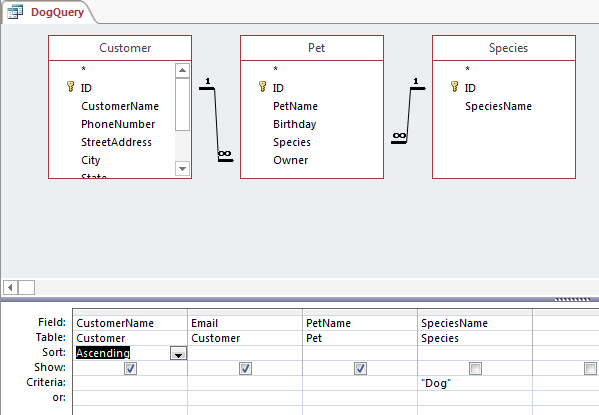 DogQuery
Customer
*
ID
CustomerName
PhoneNumber
StreetAddress
City
State
1
∞
Pet
*
ID
PetName
Birthday
Species
Owner
1
∞
Species
*
ID
SpeciesName
Field: CustomerName Email PetName SpeciesName
Table: Customer Customer Pet Species
Sort: Ascending
Show:
Criteria: "Dog"
or: